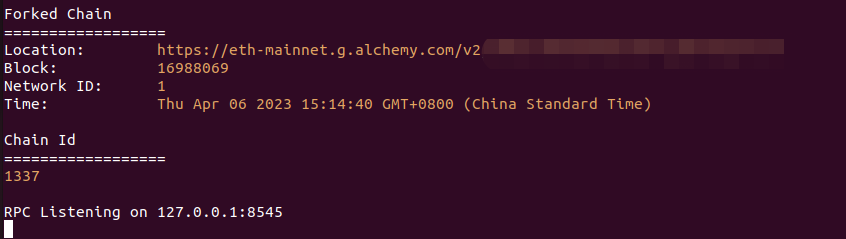 Forked Chain
==================
Location:        https://eth-mainnet.g.alchemy.com/v2
Block:           16988069
Network ID:      1
Time:            Thu Apr 06 2023 15:14:40 GMT+0800 (China Standard Time)
Chain Id
==================
1337
RPC Listening on 127.0.0.1:8545